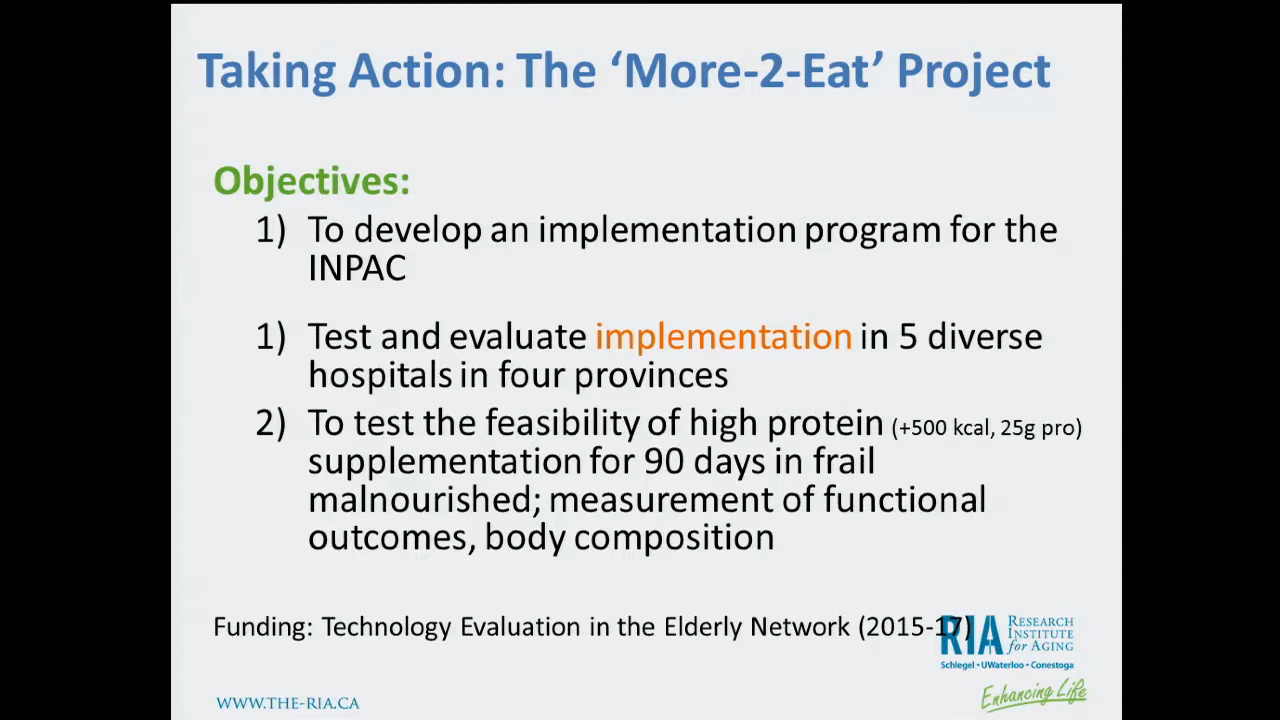 Taking Action: The ‘More-2-Eat’ Project
Objectives:
1) To develop an implementation program for the
INPAC
1) Test and evaluate implementation in 5 diverse
hospitals in four provinces
2) To test the feasibility of high protein (+500 kcal, 25g pro)
supplementation for 90 days in frail
malnourished; measurement of functional
outcomes, body composition
Funding: Technology Evaluation in the Elderly Network (2015-17)
RIA RESEARCH
INSTITUTE
for AGING
Schlegel • UWaterloo • Conestoga
Enhancing Life
WWW.THE-RIA.CA